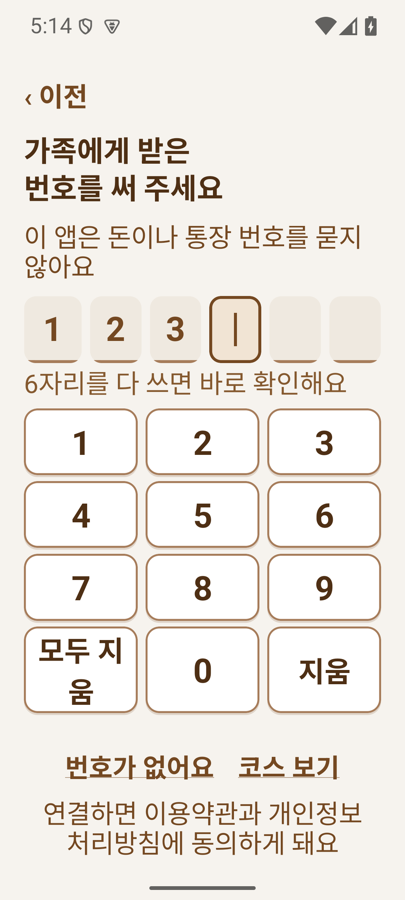 5:14
‹ 이전
가족에게 받은
번호를 써 주세요
이 앱은 돈이나 통장 번호를 묻지
않아요
1 2 3
6자리를 다 쓰면 바로 확인해요
1 2 3
4 5 6
7 8 9
모두 지
움
0 지움
번호가 없어요 코스 보기
연결하면 이용약관과 개인정보
처리방침에 동의하게 돼요